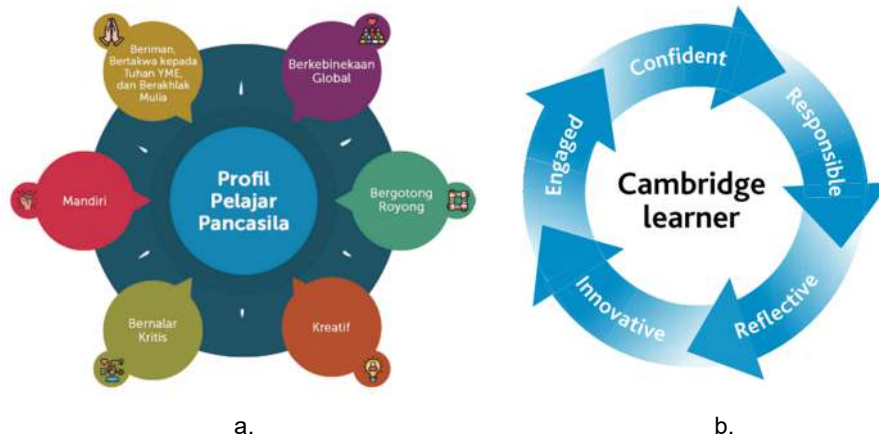 Beriman,
Bertakwa kepada
Tuhan YME,
dan Berakhlak
Mulia
Berkebinekaan
Global
Mandiri
Profil
Pelajar
Pancasila
Bergotong
Royong
Bernalar
Kritis
Kreatif
a.
Confident
Responsible
Engaged
Cambridge
learner
Innovative
Reflective
b.